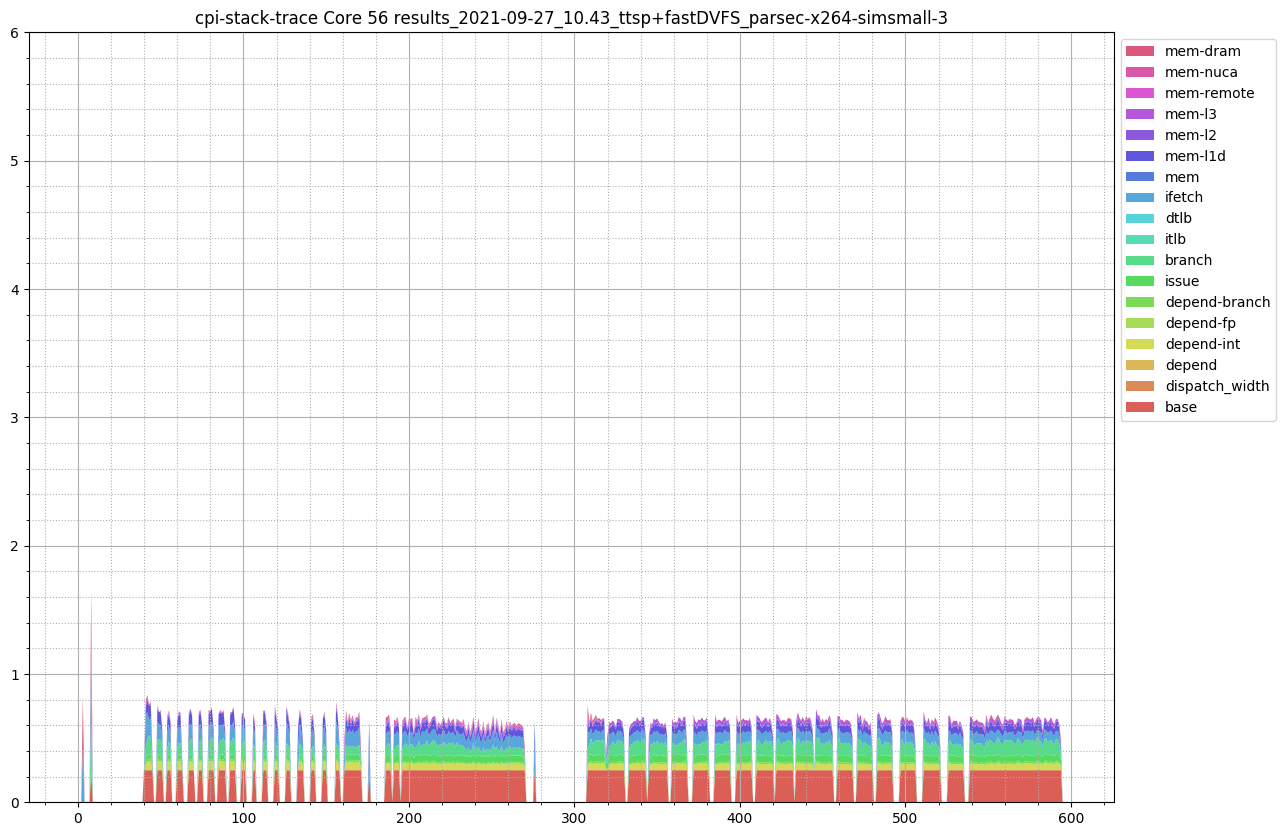 cpi-stack-trace Core 56 results_2021-09-27_10.43_ttsp+fastDVFS_parsec-x264-simsmall-3
6
5
4
3
2
1
0
0 100 200 300 400 500 600
mem-dram
mem-nuca
mem-remote
mem-l3
mem-l2
mem-l1d
mem
ifetch
dtlb
itlb
branch
issue
depend-branch
depend-fp
depend-int
depend
dispatch_width
base